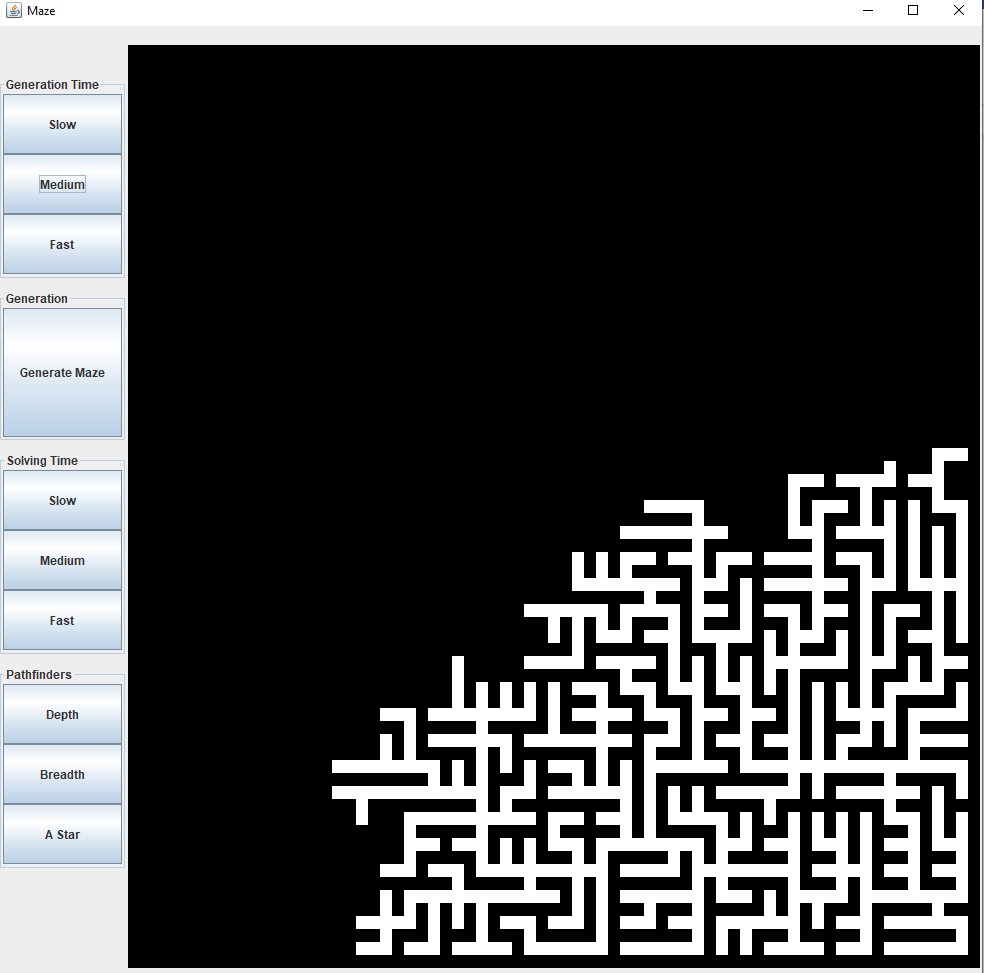 Maze
Generation Time
Slow
Medium
Fast
Generation
Generate Maze
Solving Time
Slow
Medium
Fast
Pathfinders
Depth
Breadth
A Star